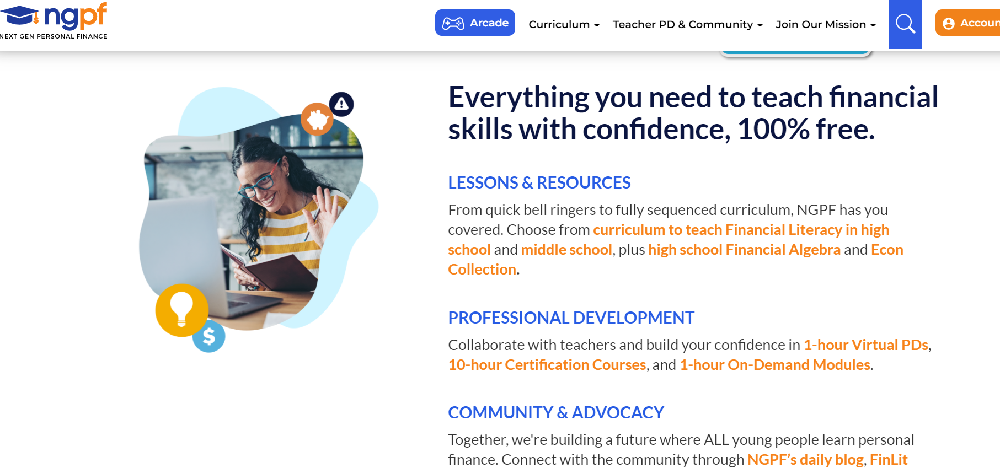 ngpf
NEXT GEN PERSONAL FINANCE
Arcade
Curriculum
Teacher PD & Community
Join Our Mission
Accoun
Everything you need to teach financial
skills with confidence, 100% free.
LESSONS & RESOURCES
From quick bell ringers to fully sequenced curriculum, NGPF has you
covered. Choose from curriculum to teach Financial Literacy in high
school and middle school, plus high school Financial Algebra and Econ
Collection.
PROFESSIONAL DEVELOPMENT
Collaborate with teachers and build your confidence in 1-hour Virtual PDs,
10-hour Certification Courses, and 1-hour On-Demand Modules.
COMMUNITY & ADVOCACY
Together, we're building a future where ALL young people learn personal
finance. Connect with the community through NGPF’s daily blog, FinLit